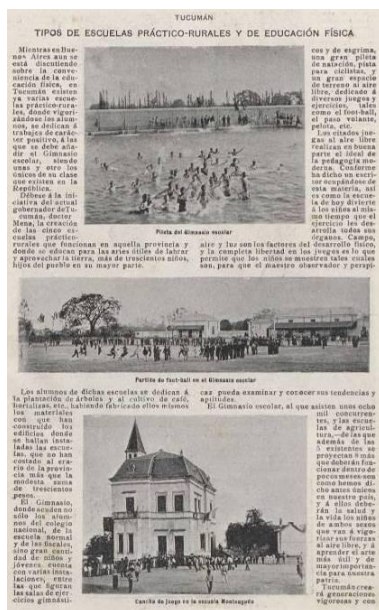 TUCUMÁN
TIPOS DE ESCUELAS PRÁCTICO-RURALES Y DE EDUCACIÓN FÍSICA
Mientras en Bue-
nos Aires aun se
está discutiendo
sobre la conve-
niencia de la edu-
cación física, en
Tucumán existen
ya varias escue-
las práctico-rura-
les, donde vigori-
zándose los alum-
nos, se dedican á
trabajos de carác-
ter positivo, á las
que se debe aña-
dir el Gimnasio
escolar, siendo
unas y otro los
únicos de su clase
que existen en la
República.
Débese á la ini-
ciativa del actual
gobernador de Tu-
cumán, doctor
Mena, la creación
de las cinco es-
cuelas práctico-
rurales que funcionan en aquella provincia y
donde se educan para las artes útiles de labrar
y aprovechar la tierra, más de trescientos niños,
hijos del pueblo en su mayor parte.
Pileta del Gimnasio escolar
cos y de esgrima,
una gran pileta
de natación, pista
para ciclistas, y
un gran espacio
de terreno al aire
libre, dedicado á
diversos juegos y
ejercicios, tales
como el foot-ball,
el paso volante,
pelota, etc.
Los citados jue-
gos al aire libre
realizan en buena
parte el ideal de
la pedagogía mo-
derna. Conforme
ha dicho un escri-
tor ocupándose de
esta materia, así
es como la escue-
la de hoy divierte
á los niños al mis-
mo tiempo que el
ejercicio les des-
arrolla todos sus
órganos. Campo,
aire y luz son los factores del desarrollo físico,
y la completa libertad en los juegos es lo que
permite que los niños se muestren tales cuales
son, para que el maestro observador y perspi-
Partido de foot-ball en el Gimnasio escolar
Los alumnos de dichas escuelas se dedican á
la plantación de árboles y al cultivo de café,
hortalizas, etc., habiendo fabricado ellos mismos
los materiales
con que han
construído los
edificios donde
se hallan insta-
ladas las escue-
las, que no han
costado al era-
rio de la provin-
cia más que la
modesta suma
de trescientos
pesos.
El Gimnasio,
donde acuden no
sólo los alum-
nos del colegio
nacional, de la
escuela normal
y de las fiscales,
sino gran canti-
dad de niños y
jóvenes cuenta
con varias insta-
laciones, entre
las que figuran
las salas de ejer-
cicios gimnásti-
Cancha de juego en la escuela Monteagudo
caz pueda examinar y conocer sus tendencias y
aptitudes.
El Gimnasio escolar, al que asisten unos ocho
mil concurren-
tes, y las escue-
las de agricul-
tura,—de las que
además de las
5 existentes se
proyectan 8 más
que deberán fun-
cionar dentro de
pocos meses—son
como hemos di-
cho antes únicos
en nuestro país,
y á ellos debe-
rán la salud y
la vida los niños
de ambos sexos
que van á vigo-
rizar sus fuerzas
al aire libre, y á
aprender el arte
más útil y de
mayor importan-
cia para nuestra
patria.
Tucumán crea-
rá generaciones
vigorosas y con